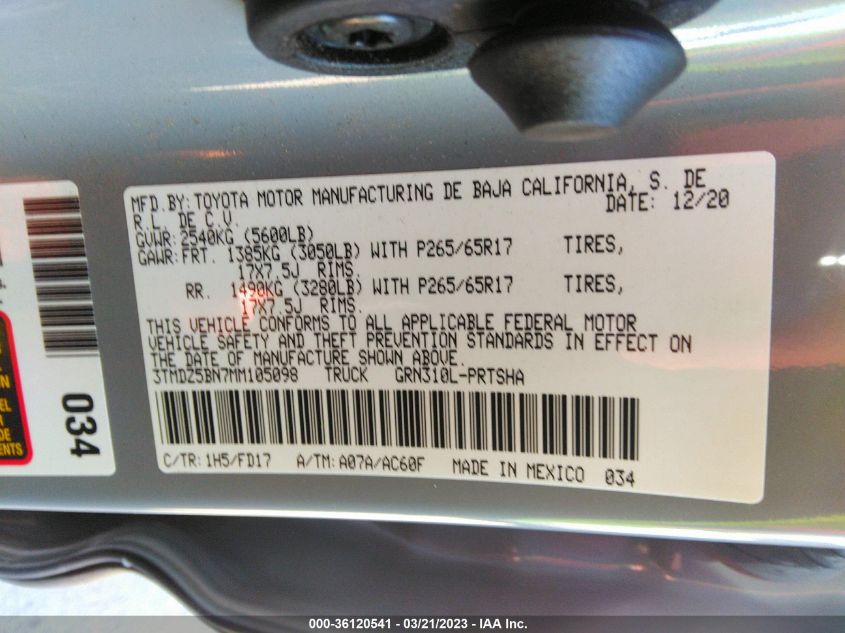 MFD.BY: TOYOTA MOTOR MANUFACTURING DE BAJA CALIFORNIA, S. DE
R.L. DE C.V.
DATE: 12/20
GVWR: 2540KG (5600LB)
GAWR: FRT. 1385KG (3050LB) WITH P265/65R17 TIRES,
17X7.5J RIMS.
RR. 1490KG (3280LB) WITH P265/65R17 TIRES,
17X7.5J RIMS.
THIS VEHICLE CONFORMS TO ALL APPLICABLE FEDERAL MOTOR
VEHICLE SAFETY AND THEFT PREVENTION STANDARDS IN EFFECT ON
THE DATE OF MANUFACTURE SHOWN ABOVE.
3TMDZ5BN7MM105098 TRUCK GRN310L-PRTSHA
C/TR: 1H5/FD17 A/TM: A07A/AC60F MADE IN MEXICO 034
034
000-36120541 / 03/21/2023 - IAA Inc.